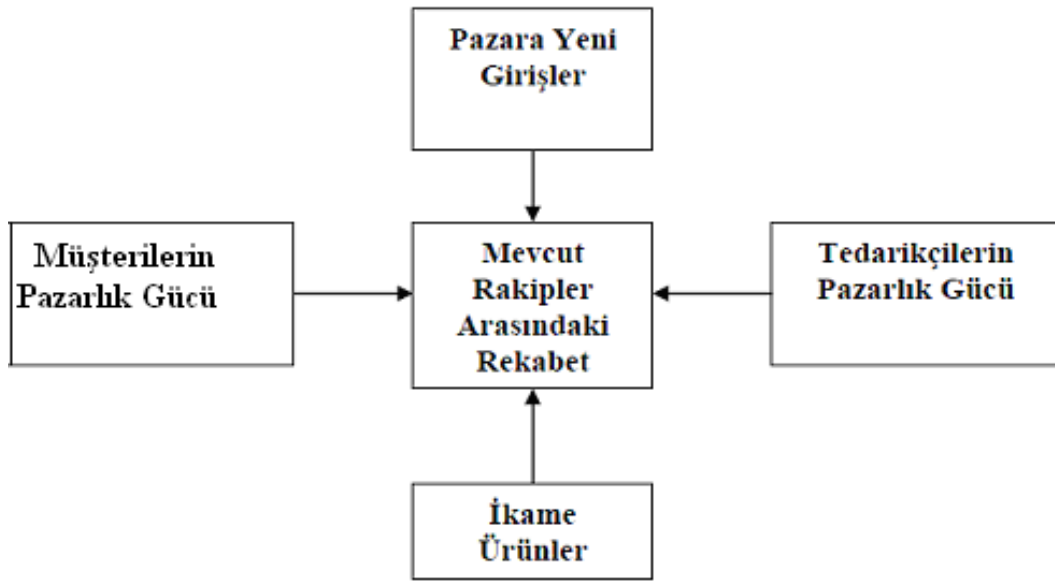 Pazara Yeni
Girişler
Müşterilerin
Pazarlık Gücü
Mevcut
Rakipler
Arasındaki
Rekabet
Tedarikçilerin
Pazarlık Gücü
İkame
Ürünler